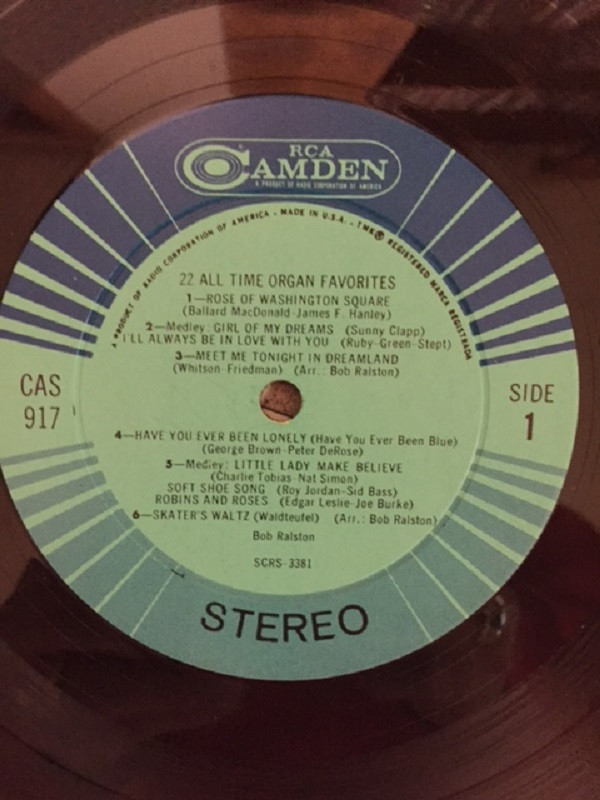 RCA
CAMDEN
A PRODUCT OF RADIO CORPORATION OF AMERICA
A PRODUCT OF RADIO CORPORATION OF AMERICA - MADE IN U.S.A. - TMK ® REGISTERED MARCA REGISTRADA
22 ALL TIME ORGAN FAVORITES
1—ROSE OF WASHINGTON SQUARE
(Ballard MacDonald-James F. Hanley)
2—Medley: GIRL OF MY DREAMS (Sunny Clapp)
I'LL ALWAYS BE IN LOVE WITH YOU (Ruby-Green-Stept)
3—MEET ME TONIGHT IN DREAMLAND
(Whitson-Friedman) (Arr.: Bob Ralston)
CAS
917
SIDE
1
4—HAVE YOU EVER BEEN LONELY (Have You Ever Been Blue)
(George Brown-Peter DeRose)
5—Medley: LITTLE LADY MAKE BELIEVE
(Charlie Tobias-Nat Simon)
SOFT SHOE SONG (Roy Jordan-Sid Bass)
ROBINS AND ROSES (Edgar Leslie-Joe Burke)
6—SKATER'S WALTZ (Waldteufel) (Arr.: Bob Ralston)
Bob Ralston
SCRS-3381
STEREO